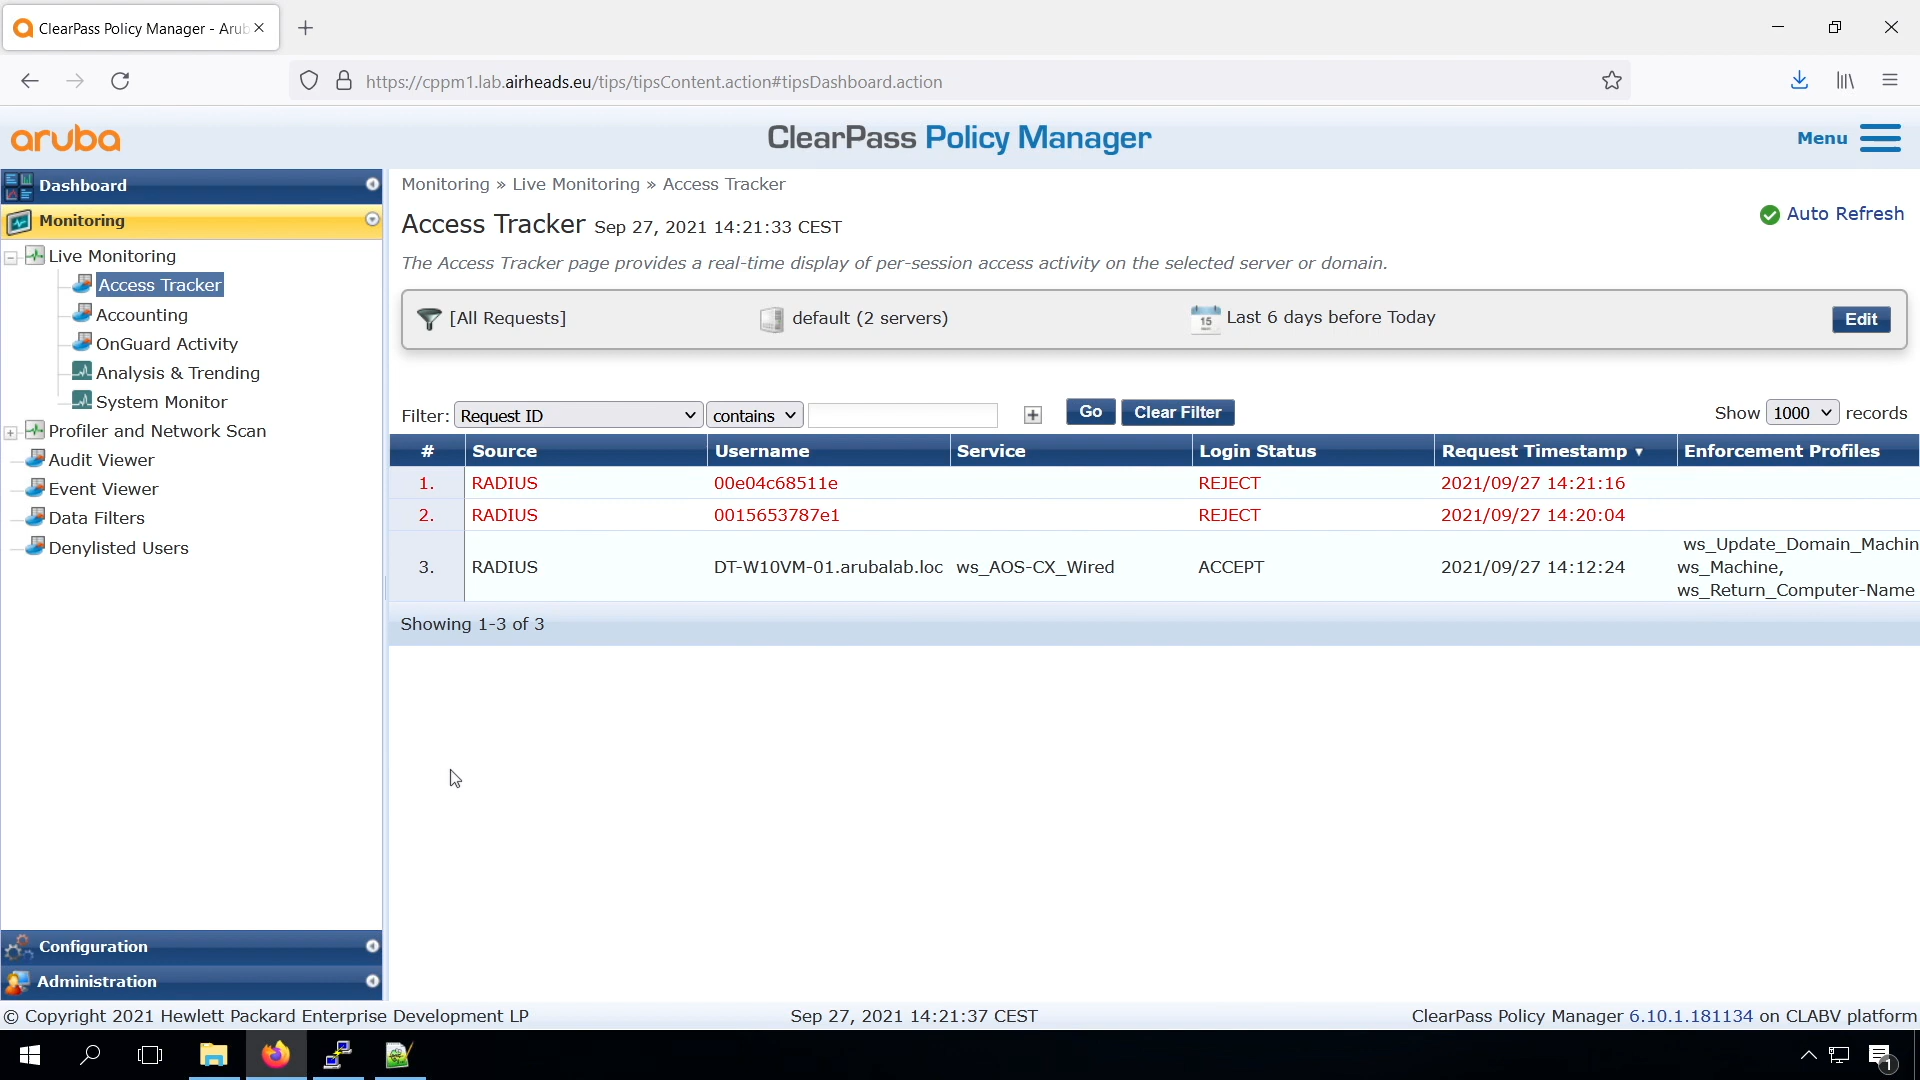 ClearPass Policy Manager - Arub
https://cppm1.lab.airheads.eu/tips/tipsContent.action#tipsDashboard.action
aruba
ClearPass Policy Manager
Menu
Dashboard
Monitoring
Live Monitoring
Access Tracker
Accounting
OnGuard Activity
Analysis & Trending
System Monitor
Profiler and Network Scan
Audit Viewer
Event Viewer
Data Filters
Denylisted Users
Configuration
Administration
Monitoring » Live Monitoring » Access Tracker
Access Tracker Sep 27, 2021 14:21:33 CEST
Auto Refresh
The Access Tracker page provides a real-time display of per-session access activity on the selected server or domain.
[All Requests] default (2 servers) 15 Last 6 days before Today Edit
Filter: Request ID contains Go Clear Filter Show 1000 records
# Source Username Service Login Status Request Timestamp Enforcement Profiles
1. RADIUS 00e04c68511e REJECT 2021/09/27 14:21:16
2. RADIUS 0015653787e1 REJECT 2021/09/27 14:20:04
3. RADIUS DT-W10VM-01.arubalab.loc ws_AOS-CX_Wired ACCEPT 2021/09/27 14:12:24 ws_Update_Domain_Machin
ws_Machine,
ws_Return_Computer-Name
Showing 1-3 of 3
© Copyright 2021 Hewlett Packard Enterprise Development LP Sep 27, 2021 14:21:37 CEST ClearPass Policy Manager 6.10.1.181134 on CLABV platform
1